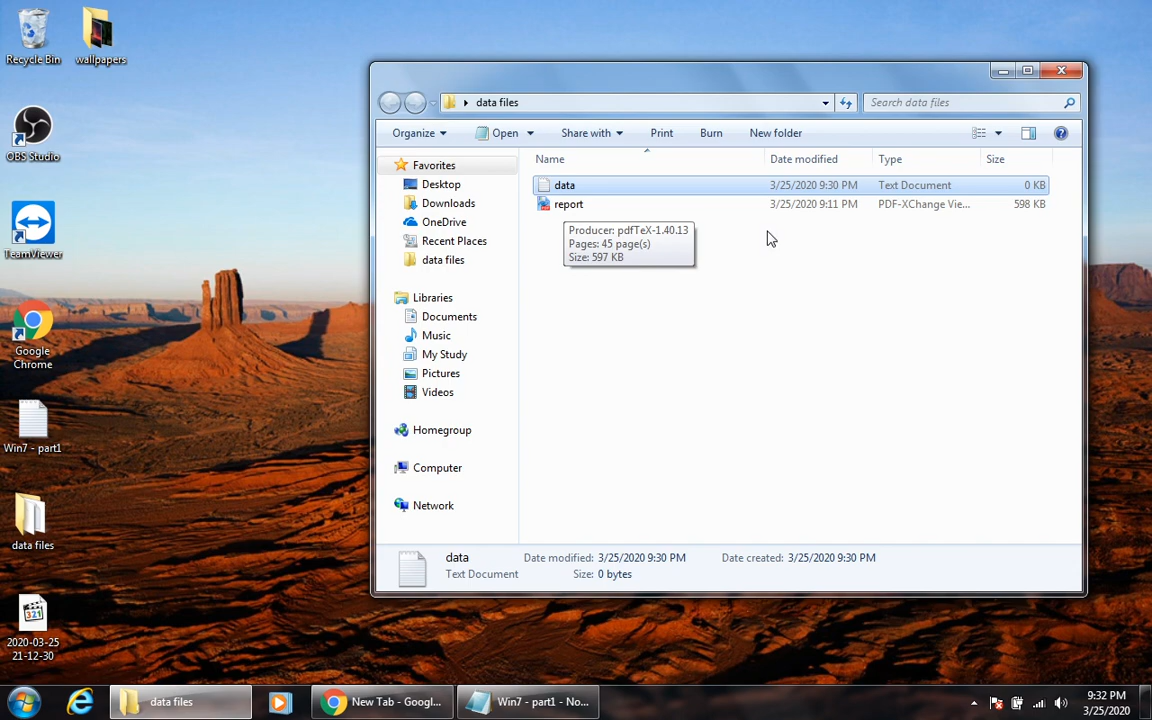 Recycle Bin
wallpapers
OBS Studio
TeamViewer
Google
Chrome
Win7 - part1
data files
321
2020-03-25
21-12-30
data files
Search data files
Organize
Open
Share with
Print
Burn
New folder
Favorites
Desktop
Downloads
OneDrive
Recent Places
data files
Libraries
Documents
Music
My Study
Pictures
Videos
Homegroup
Computer
Network
Name Date modified Type Size
data 3/25/2020 9:30 PM Text Document 0 KB
report 3/25/2020 9:11 PM PDF-XChange Vie... 598 KB
Producer: pdfTeX-1.40.13
Pages: 45 page(s)
Size: 597 KB
data Date modified: 3/25/2020 9:30 PM Date created: 3/25/2020 9:30 PM
Text Document Size: 0 bytes
data files
New Tab - Googl...
Win7 - part1 - No...
9:32 PM
3/25/2020